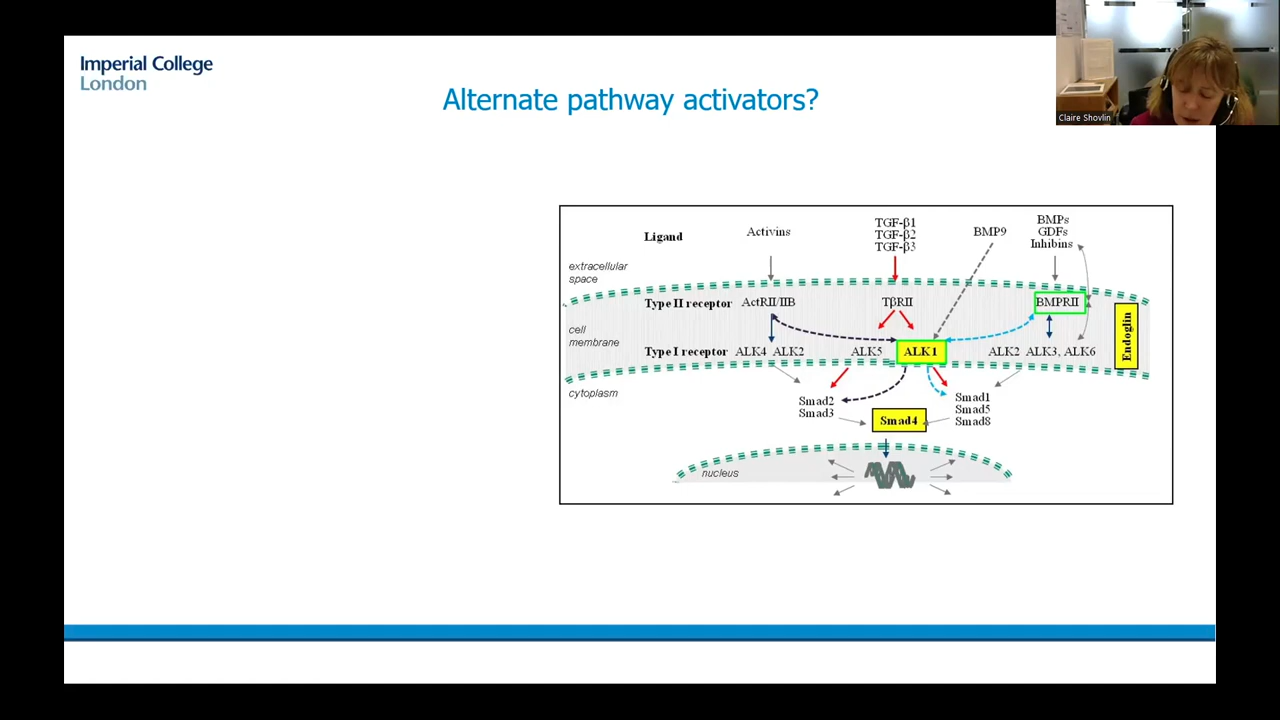 Imperial College
London
Alternate pathway activators?
Claire Shovlin
Ligand
Activins
TGF-β1
TGF-β2
TGF-β3
BMP9
BMPs
GDFs
Inhibins
extracellular
space
Type II receptor
ActRII/IIB
TβRII
BMPRII
cell
membrane
Endoglin
Type I receptor
ALK4 ALK2
ALK5
ALK1
ALK2 ALK3, ALK6
cytoplasm
Smad2
Smad3
Smad4
Smad1
Smad5
Smad8
nucleus